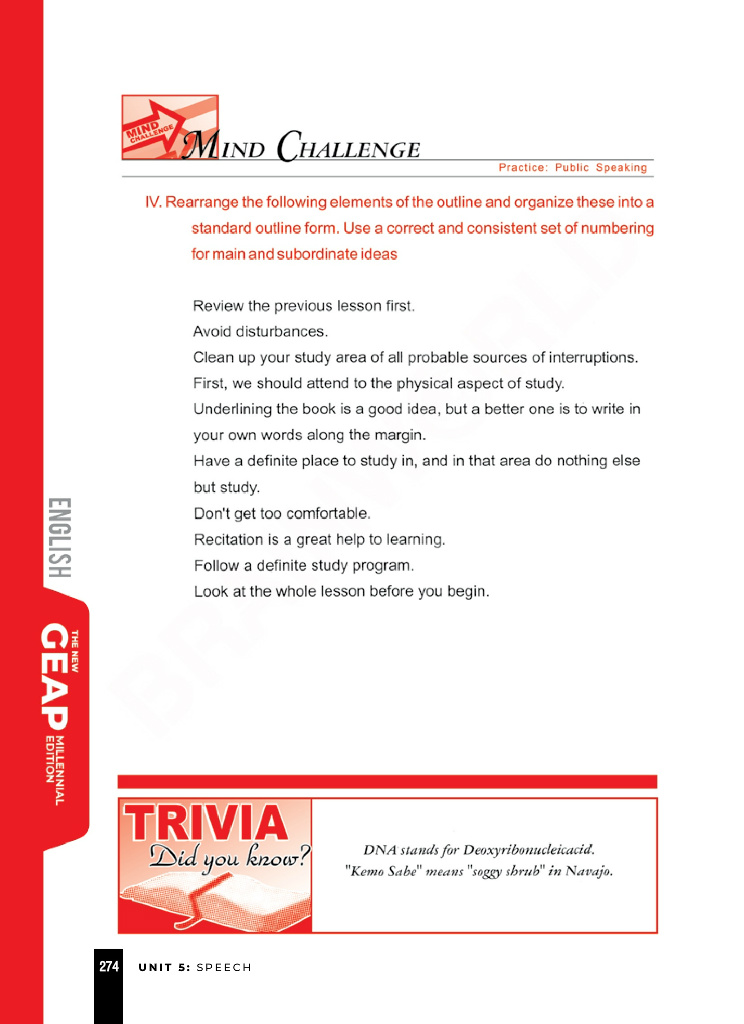 MIND
CHALLENGE
MIND CHALLENGE
Practice: Public Speaking
IV. Rearrange the following elements of the outline and organize these into a
standard outline form. Use a correct and consistent set of numbering
for main and subordinate ideas
Review the previous lesson first.
Avoid disturbances.
Clean up your study area of all probable sources of interruptions.
First, we should attend to the physical aspect of study.
Underlining the book is a good idea, but a better one is to write in
your own words along the margin.
Have a definite place to study in, and in that area do nothing else
but study.
Don't get too comfortable.
Recitation is a great help to learning.
Follow a definite study program.
Look at the whole lesson before you begin.
ENGLISH
THE NEW
GEAP
MILLENNIAL
EDITION
TRIVIA
Did you know?
DNA stands for Deoxyribonucleicacid.
"Kemo Sabe" means "soggy shrub" in Navajo.
274 UNIT 5: SPEECH